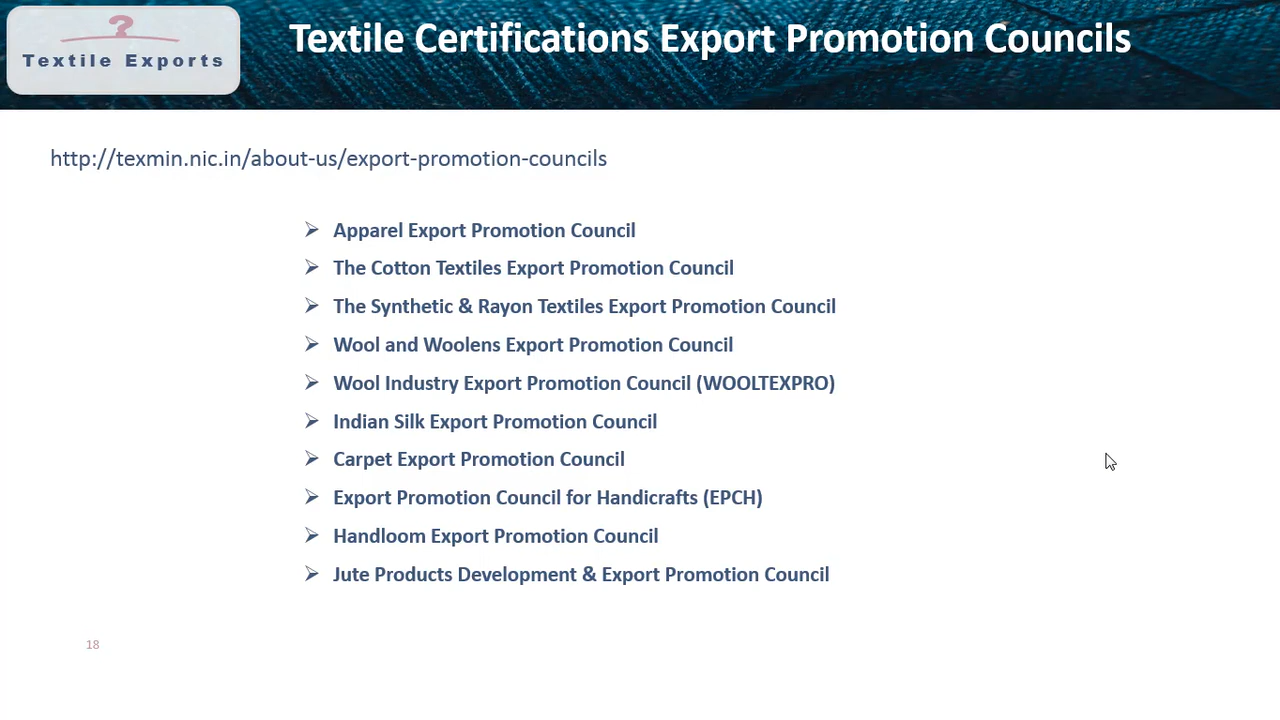 Textile Exports
Textile Certifications Export Promotion Councils
http://texmin.nic.in/about-us/export-promotion-councils
Apparel Export Promotion Council
The Cotton Textiles Export Promotion Council
The Synthetic & Rayon Textiles Export Promotion Council
Wool and Woolens Export Promotion Council
Wool Industry Export Promotion Council (WOOLTEXPRO)
Indian Silk Export Promotion Council
Carpet Export Promotion Council
Export Promotion Council for Handicrafts (EPCH)
Handloom Export Promotion Council
Jute Products Development & Export Promotion Council
18